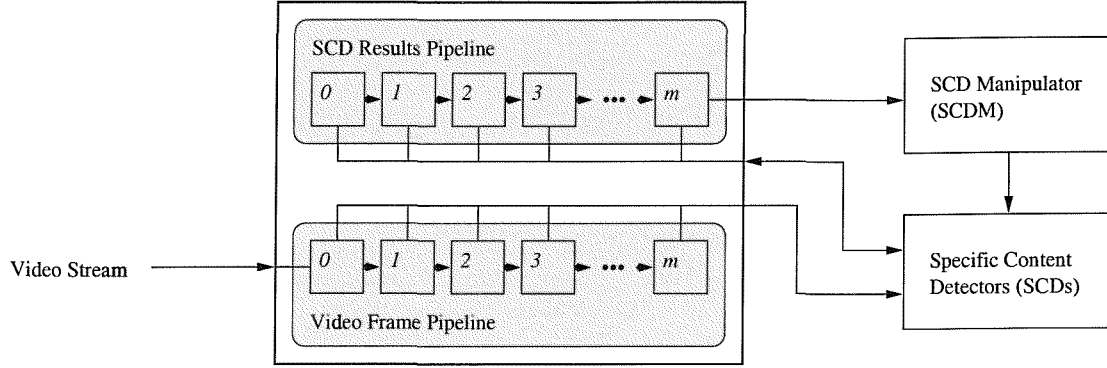 SCD Results Pipeline
0 1 2 3 ... m
SCD Manipulator
(SCDM)
0 1 2 3 ... m
Video Stream
Specific Content
Detectors (SCDs)
Video Frame Pipeline